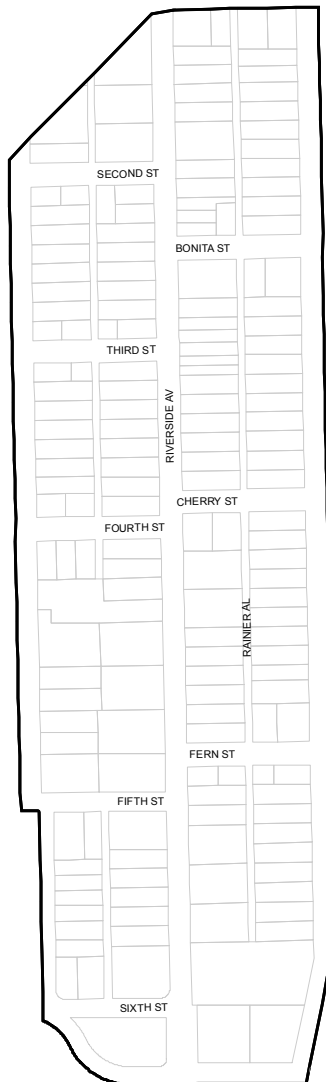 SECOND ST
BONITA ST
THIRD ST
RIVERSIDE AV
CHERRY ST
FOURTH ST
RAINIER AL
FERN ST
FIFTH ST
SIXTH ST